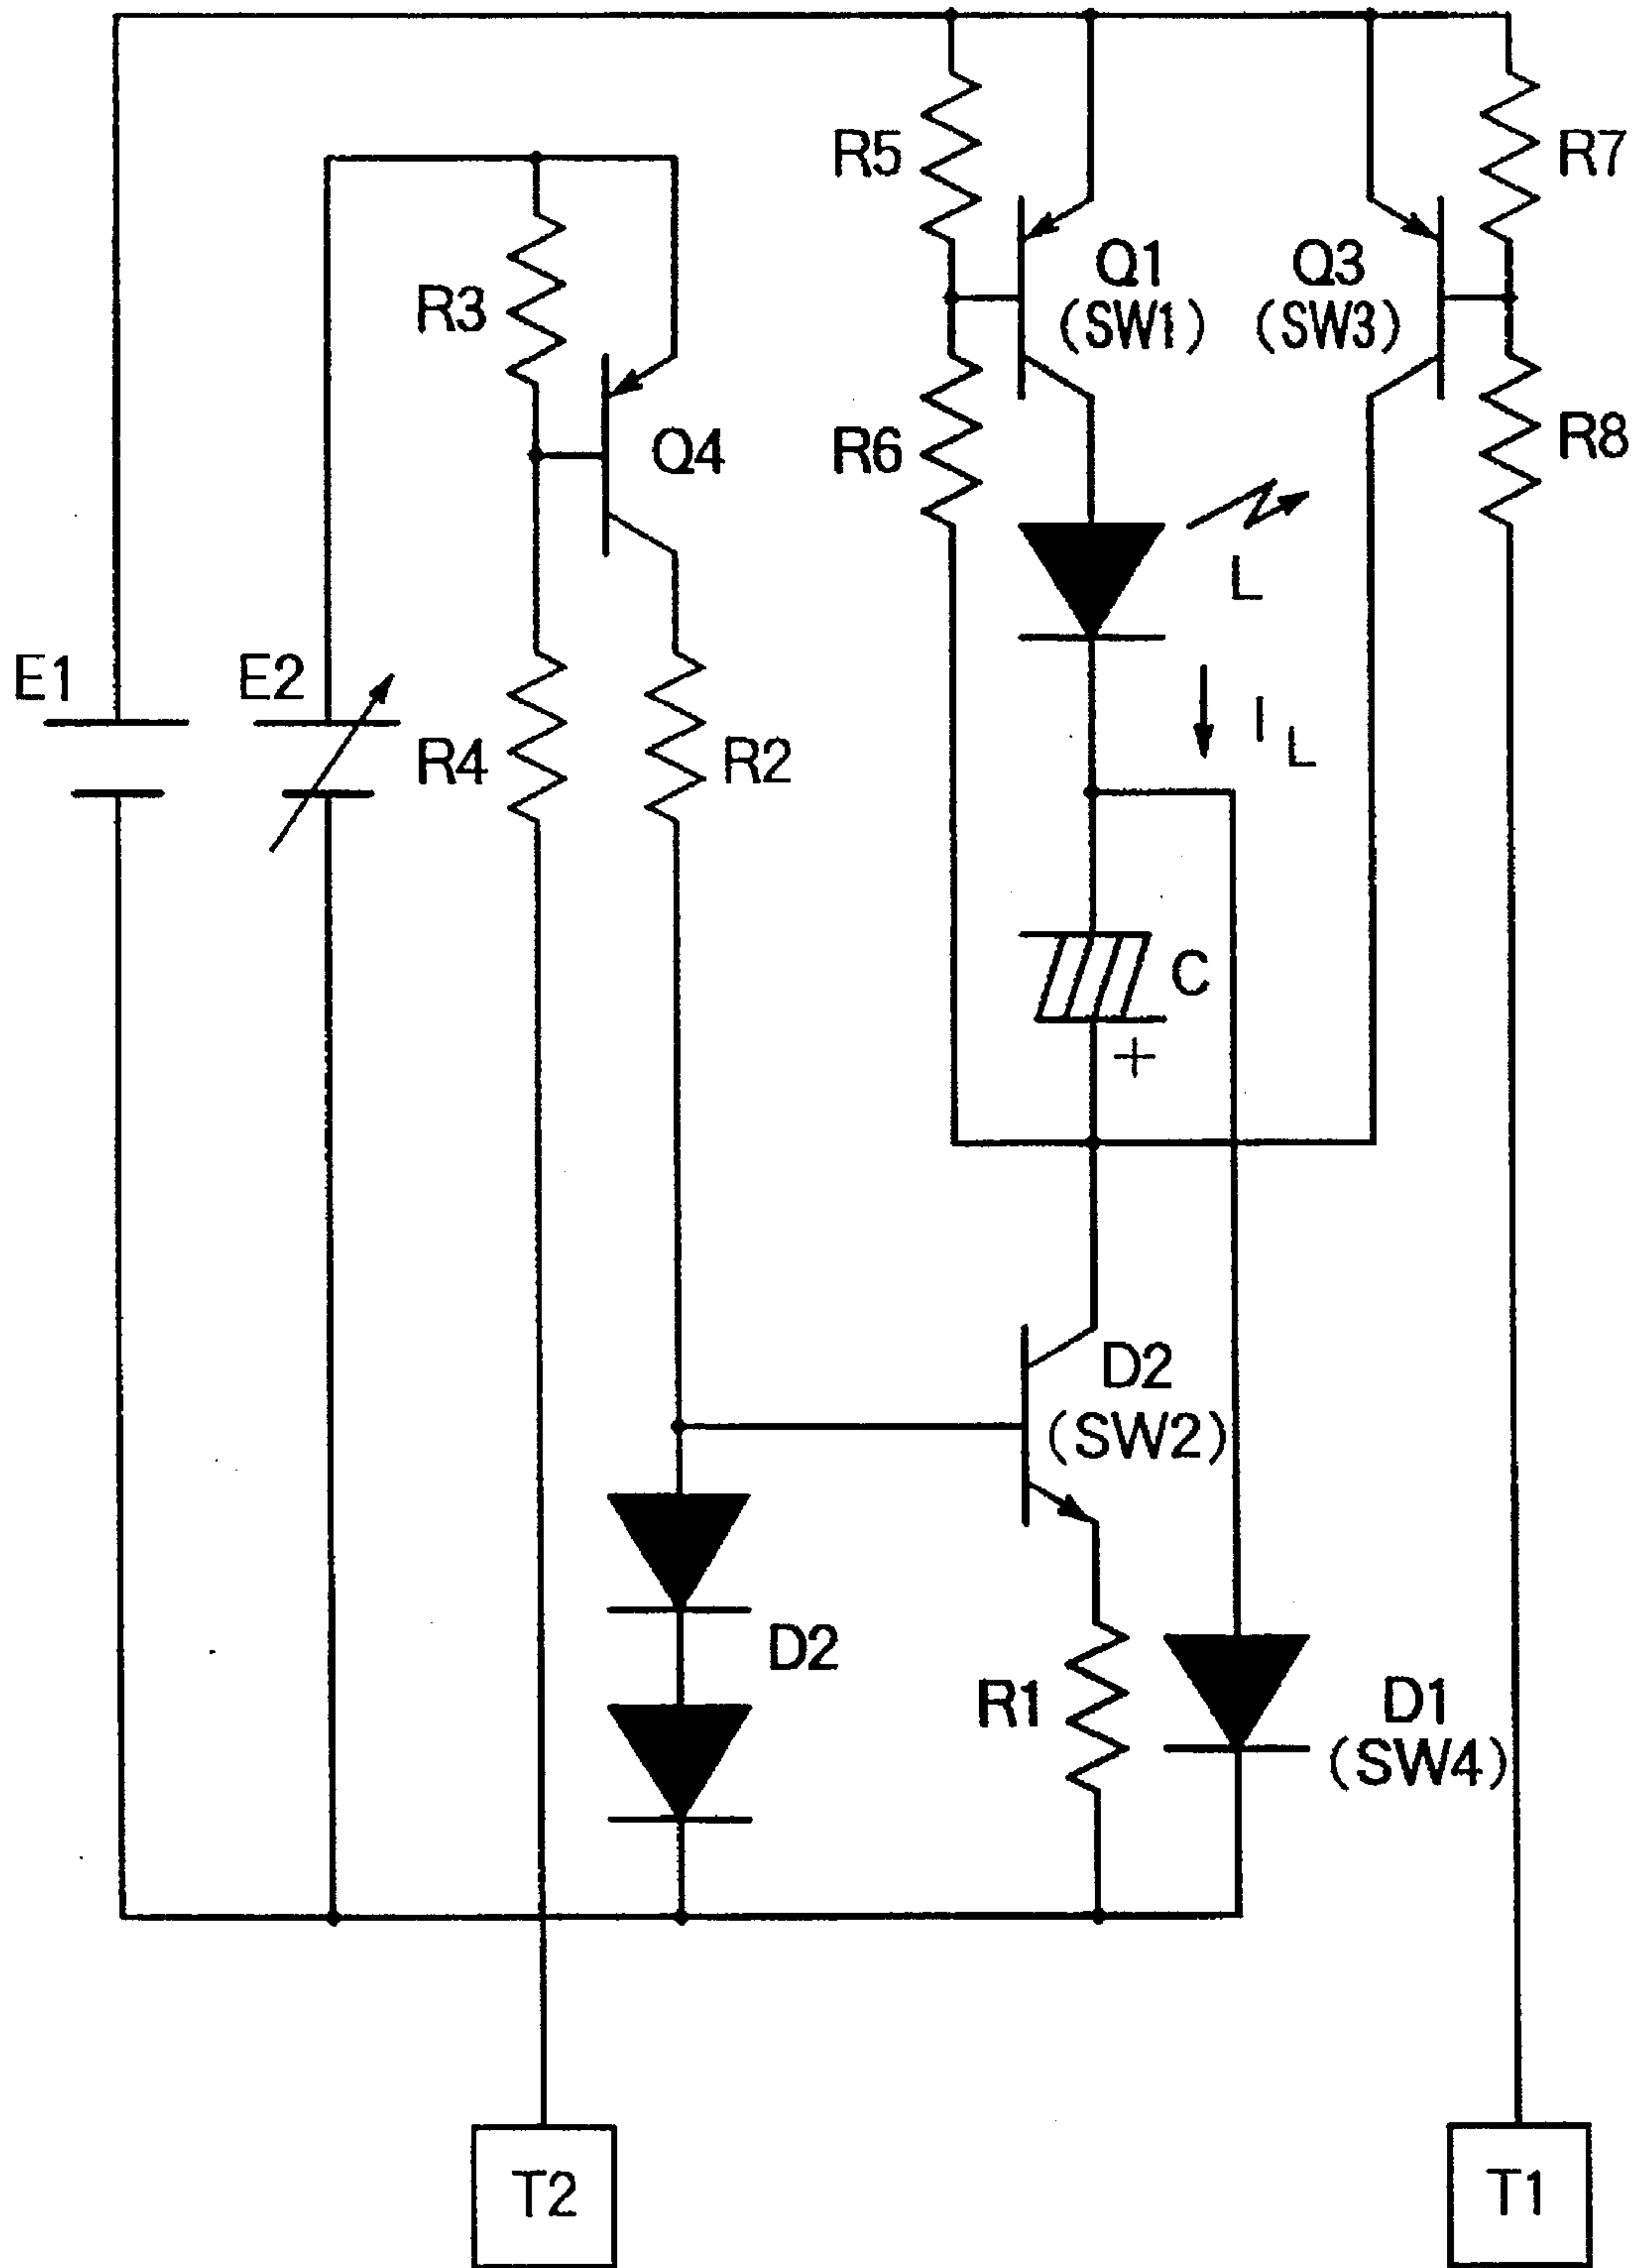 R5
R7
R3
Q1
(SW1)
Q3
(SW3)
Q4
R6
R8
L
E1
E2
R4
R2
I L
C
+
D2
(SW2)
D2
R1
D1
(SW4)
T2
T1